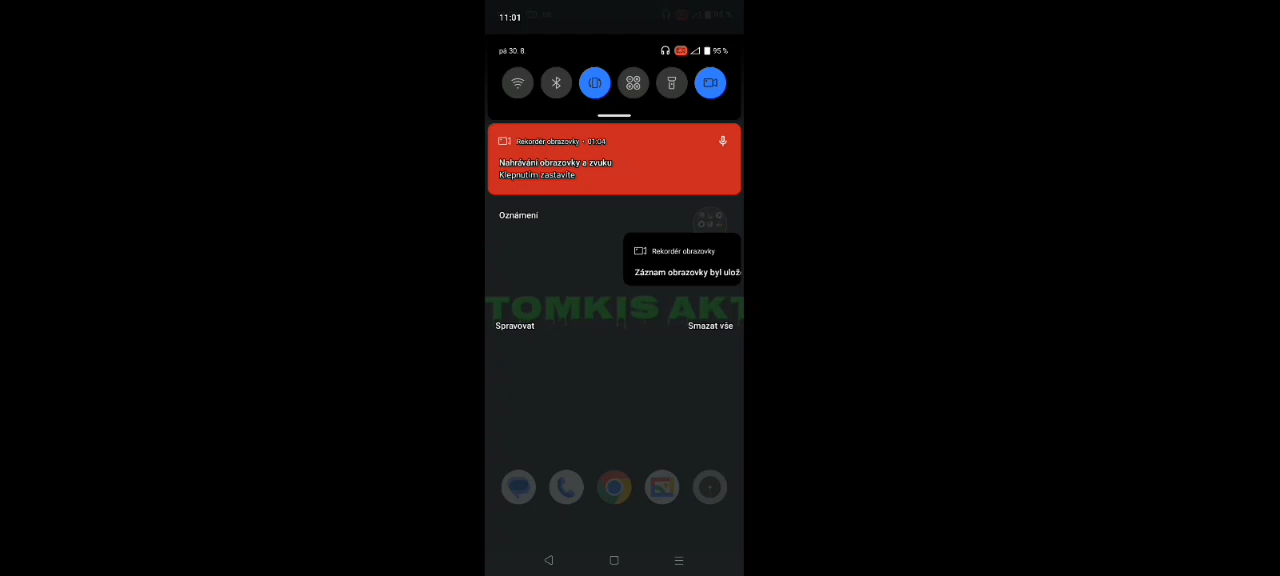 11:01
pá 30. 8.
95 %
Rekordér obrazovky • 01:04
Nahrávání obrazovky a zvuku
Klepnutím zastavíte
Oznámení
Rekordér obrazovky
Záznam obrazovky byl ulož
TOMKIS AKT
Spravovat
Smazat vše